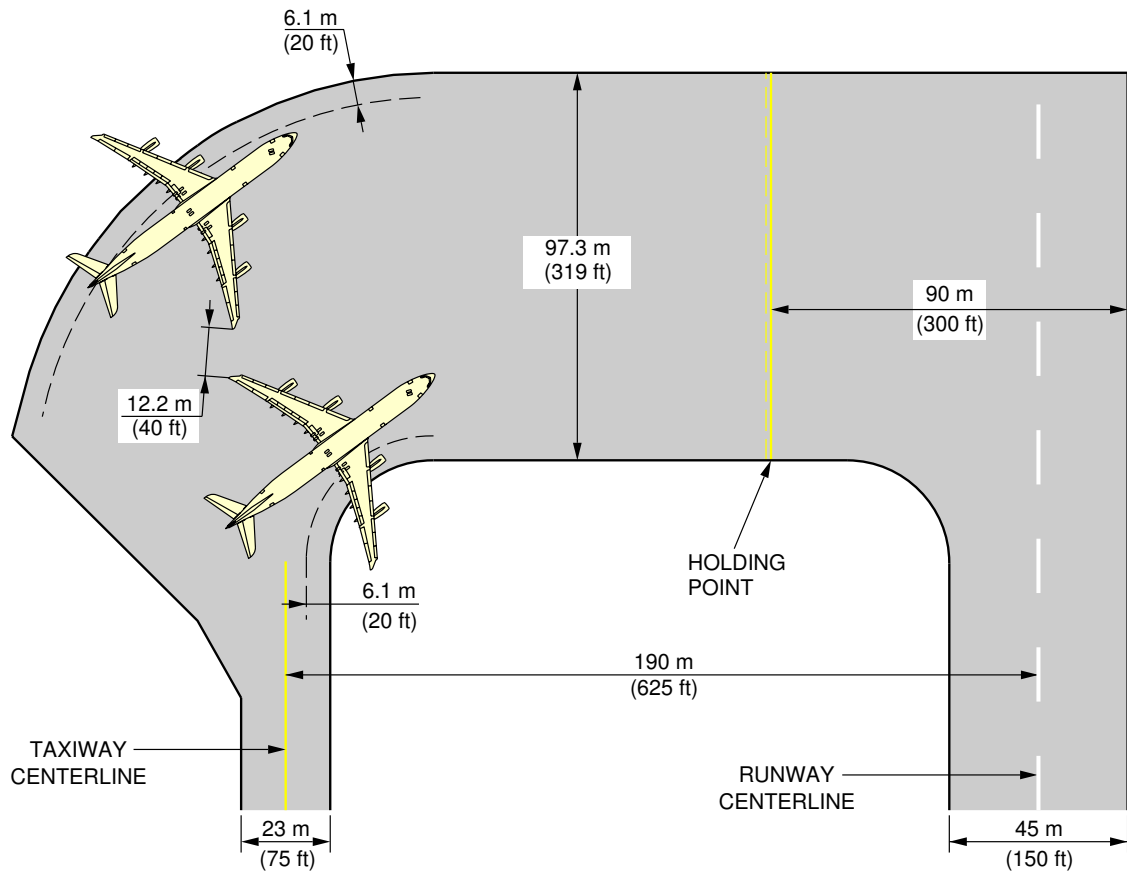 6.1 m
(20 ft)
97.3 m
(319 ft)
90 m
(300 ft)
12.2 m
(40 ft)
HOLDING
POINT
6.1 m
(20 ft)
190 m
(625 ft)
TAXIWAY
CENTERLINE
RUNWAY
CENTERLINE
23 m
(75 ft)
45 m
(150 ft)